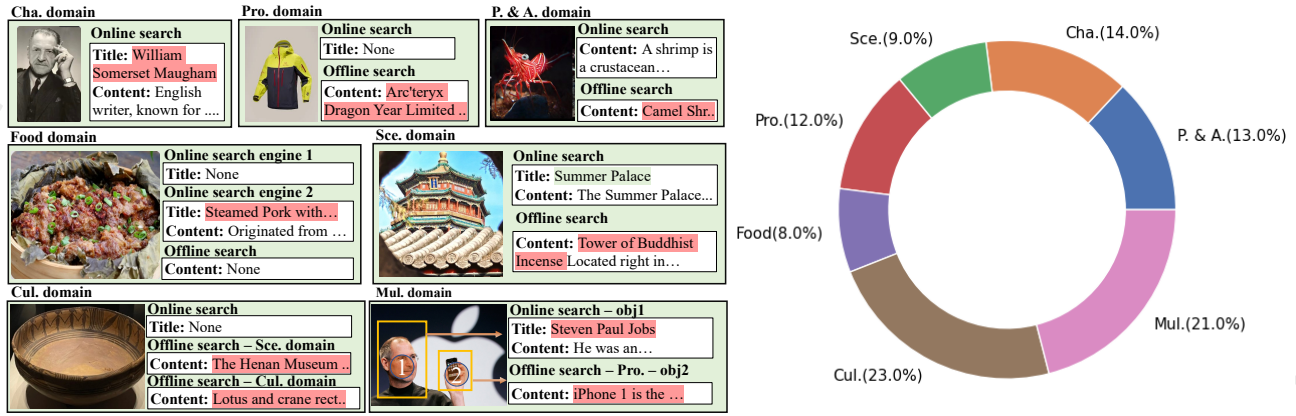 Cha. domain
Online search
Title: William
Somerset Maugham
Content: English
writer, known for ....
Pro. domain
Online search
Title: None
Offline search
Content: Arc'teryx
Dragon Year Limited ..
P. & A. domain
Online search
Content: A shrimp is
a crustacean…
Offline search
Content: Camel Shr..
Food domain
Online search engine 1
Title: None
Online search engine 2
Title: Steamed Pork with…
Content: Originated from …
Offline search
Content: None
Sce. domain
Online search
Title: Summer Palace
Content: The Summer Palace...
Offline search
Content: Tower of Buddhist
Incense Located right in…
Cul. domain
Online search
Title: None
Offline search – Sce. domain
Content: The Henan Museum ..
Offline search – Cul. domain
Content: Lotus and crane rect..
Mul. domain
1
2
Online search – obj1
Title: Steven Paul Jobs
Content: He was an…
Offline search – Pro. – obj2
Content: iPhone 1 is the …
Sce.(9.0%)
Cha.(14.0%)
Pro.(12.0%)
P. & A.(13.0%)
Food(8.0%)
Mul.(21.0%)
Cul.(23.0%)